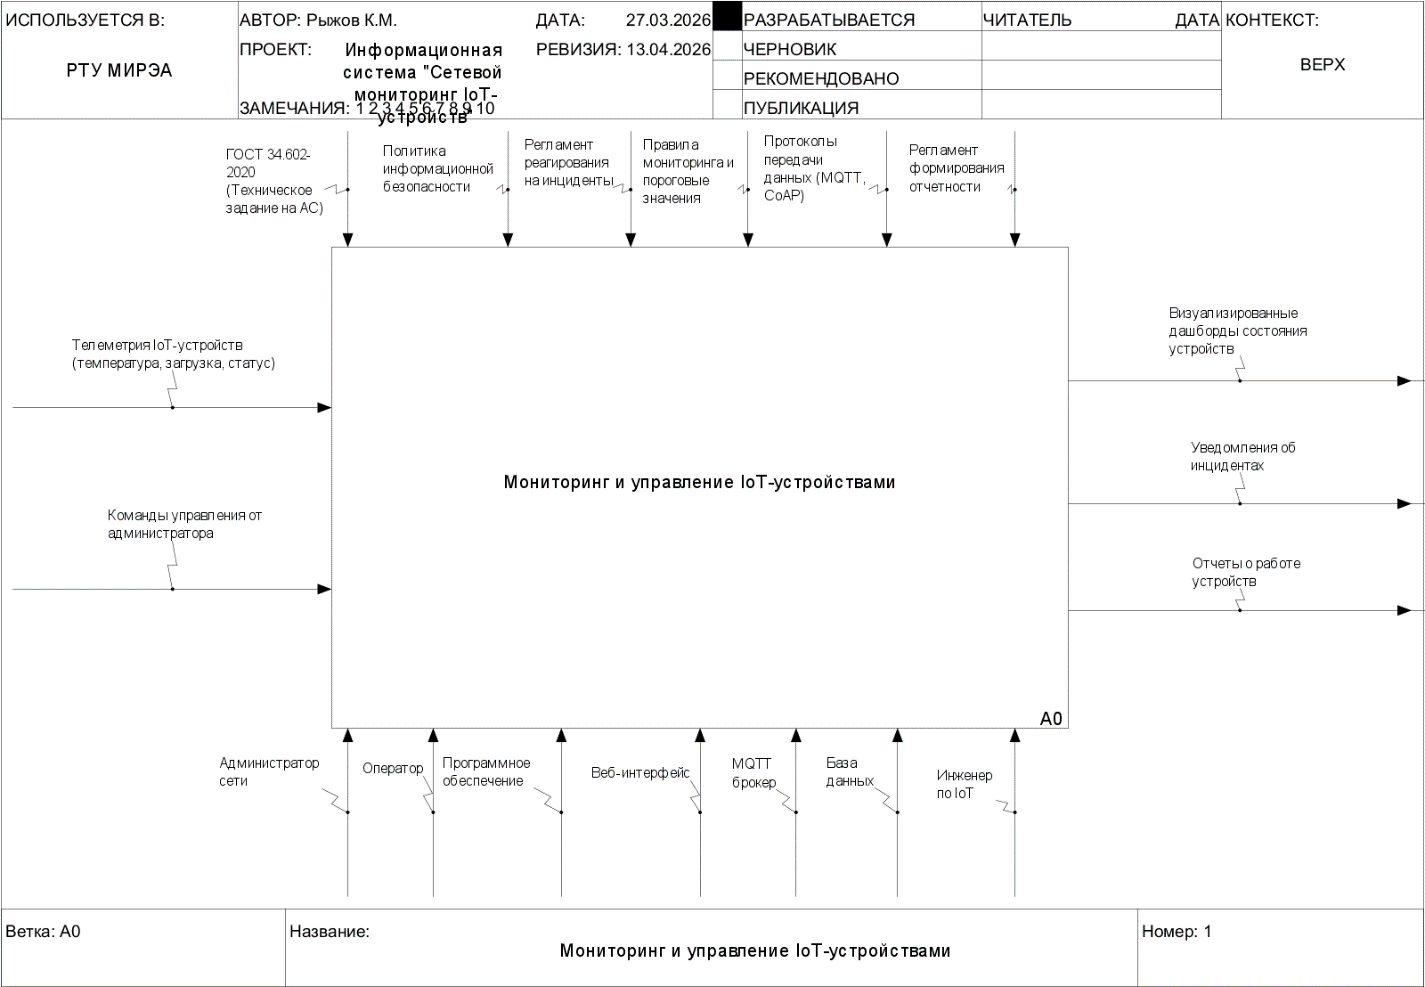 ИСПОЛЬЗУЕТСЯ В:
РТУ МИРЭА
АВТОР: Рыжов К.М.
ДАТА: 27.03.2026
ПРОЕКТ:
Информационная
система "Сетевой
мониторинг IoT-
устройств"
РЕВИЗИЯ: 13.04.2026
ЗАМЕЧАНИЯ: 1 2 3 4 5 6 7 8 9 10
РАЗРАБАТЫВАЕТСЯ
ЧЕРНОВИК
РЕКОМЕНДОВАНО
ПУБЛИКАЦИЯ
ЧИТАТЕЛЬ
ДАТА
КОНТЕКСТ:
ВЕРХ
ГОСТ 34.602-
2020
(Техническое
задание на АС)
Политика
информационной
безопасности
Регламент
реагирования
на инциденты
Правила
мониторинга и
пороговые
значения
Протоколы
передачи
данных (MQTT,
CoAP)
Регламент
формирования
отчетности
Телеметрия IoT-устройств
(температура, загрузка, статус)
Команды управления от
администратора
Мониторинг и управление IoT-устройствами
A0
Визуализированные
дашборды состояния
устройств
Уведомления об
инцидентах
Отчеты о работе
устройств
Администратор
сети
Оператор
Программное
обеспечение
Веб-интерфейс
MQTT
брокер
База
данных
Инженер
по IoT
Ветка: A0
Название:
Мониторинг и управление IoT-устройствами
Номер: 1